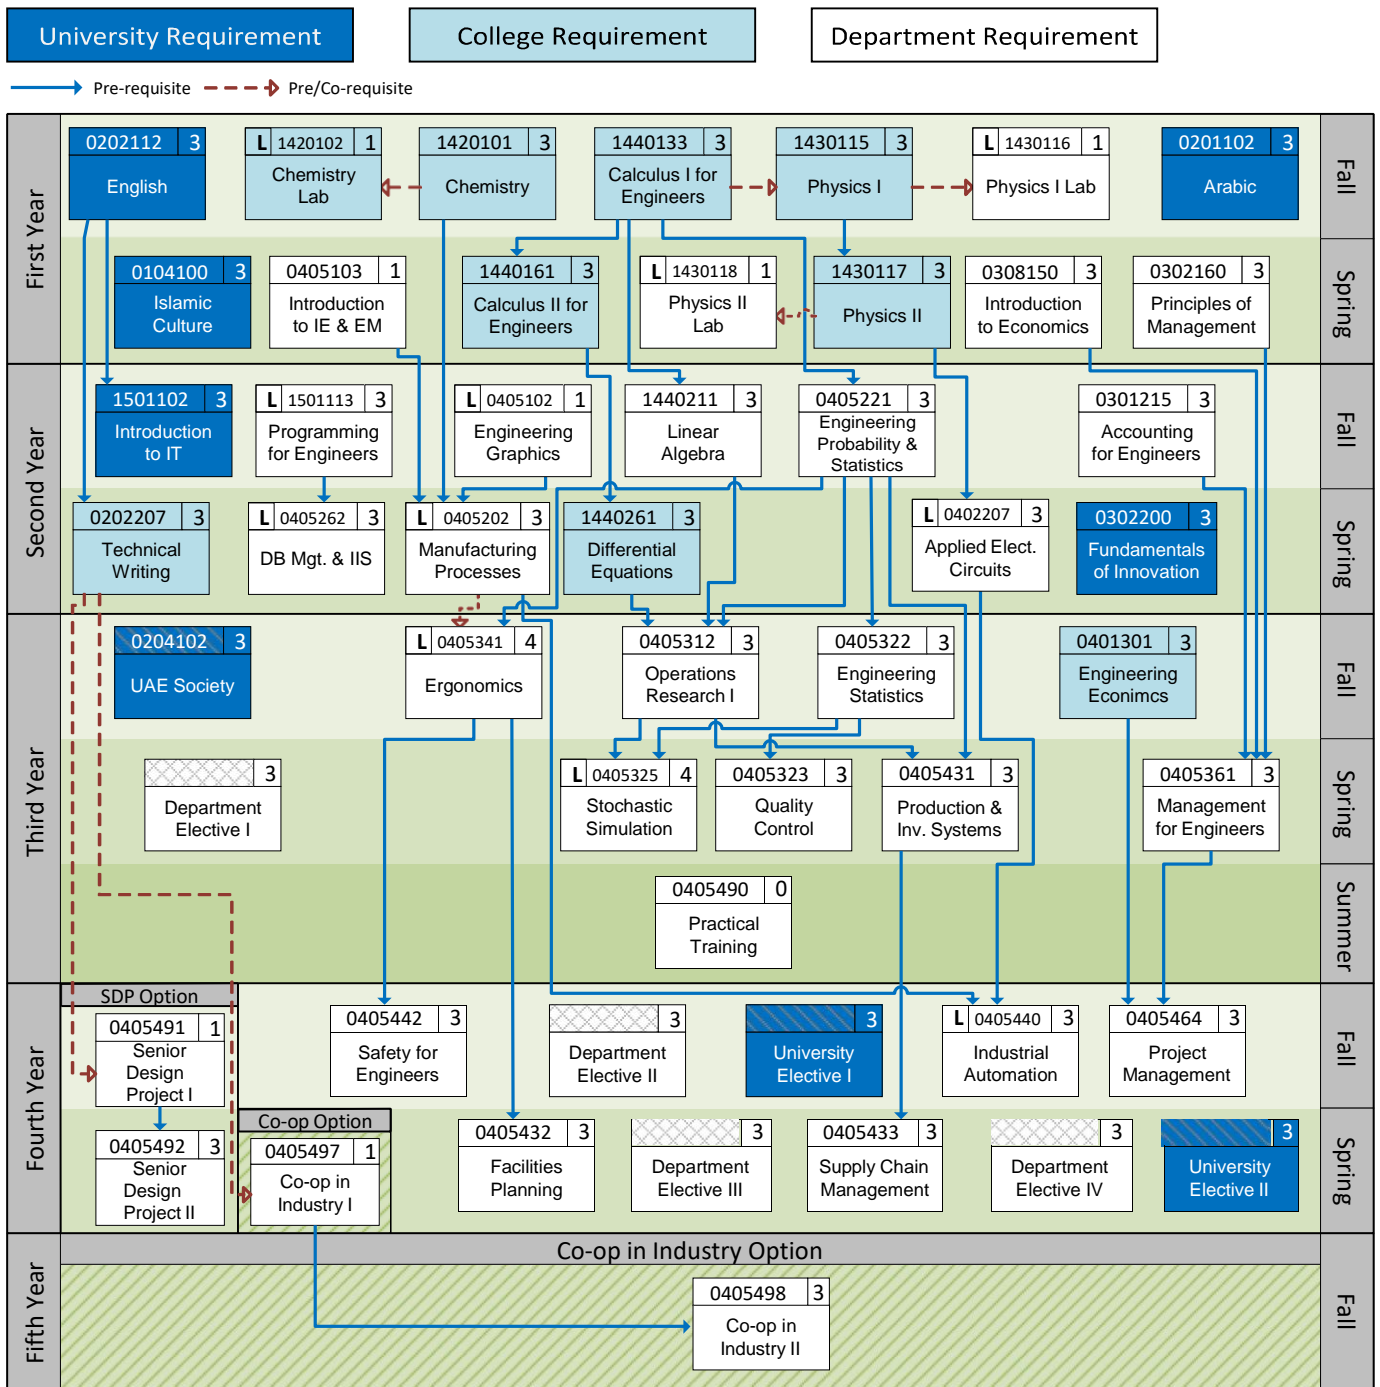 University Requirement
College Requirement
Department Requirement
Pre-requisite
Pre/Co-requisite
First Year
Fall
0202112 3
English
L 1420102 1
Chemistry
Lab
1420101 3
Chemistry
1440133 3
Calculus I for
Engineers
1430115 3
Physics I
L 1430116 1
Physics I Lab
0201102 3
Arabic
Spring
0104100 3
Islamic
Culture
0405103 1
Introduction
to IE & EM
1440161 3
Calculus II for
Engineers
L 1430118 1
Physics II
Lab
1430117 3
Physics II
0308150 3
Introduction
to Economics
0302160 3
Principles of
Management
Second Year
Fall
1501102 3
Introduction
to IT
L 1501113 3
Programming
for Engineers
L 0405102 1
Engineering
Graphics
1440211 3
Linear
Algebra
0405221 3
Engineering
Probability &
Statistics
0301215 3
Accounting
for Engineers
Spring
0202207 3
Technical
Writing
L 0405262 3
DB Mgt. & IIS
L 0405202 3
Manufacturing
Processes
1440261 3
Differential
Equations
L 0402207 3
Applied Elect.
Circuits
0302200 3
Fundamentals
of Innovation
Third Year
Fall
0204102 3
UAE Society
L 0405341 4
Ergonomics
0405312 3
Operations
Research I
0405322 3
Engineering
Statistics
0401301 3
Engineering
Econimcs
Spring
3
Department
Elective I
L 0405325 4
Stochastic
Simulation
0405323 3
Quality
Control
0405431 3
Production &
Inv. Systems
0405361 3
Management
for Engineers
Summer
0405490 0
Practical
Training
Fourth Year
Fall
SDP Option
0405491 1
Senior
Design
Project I
0405442 3
Safety for
Engineers
3
Department
Elective II
3
University
Elective I
L 0405440 3
Industrial
Automation
0405464 3
Project
Management
Spring
0405492 3
Senior
Design
Project II
Co-op Option
0405497 1
Co-op in
Industry I
0405432 3
Facilities
Planning
3
Department
Elective III
0405433 3
Supply Chain
Management
3
Department
Elective IV
3
University
Elective II
Fifth Year
Co-op in Industry Option
Fall
0405498 3
Co-op in
Industry II